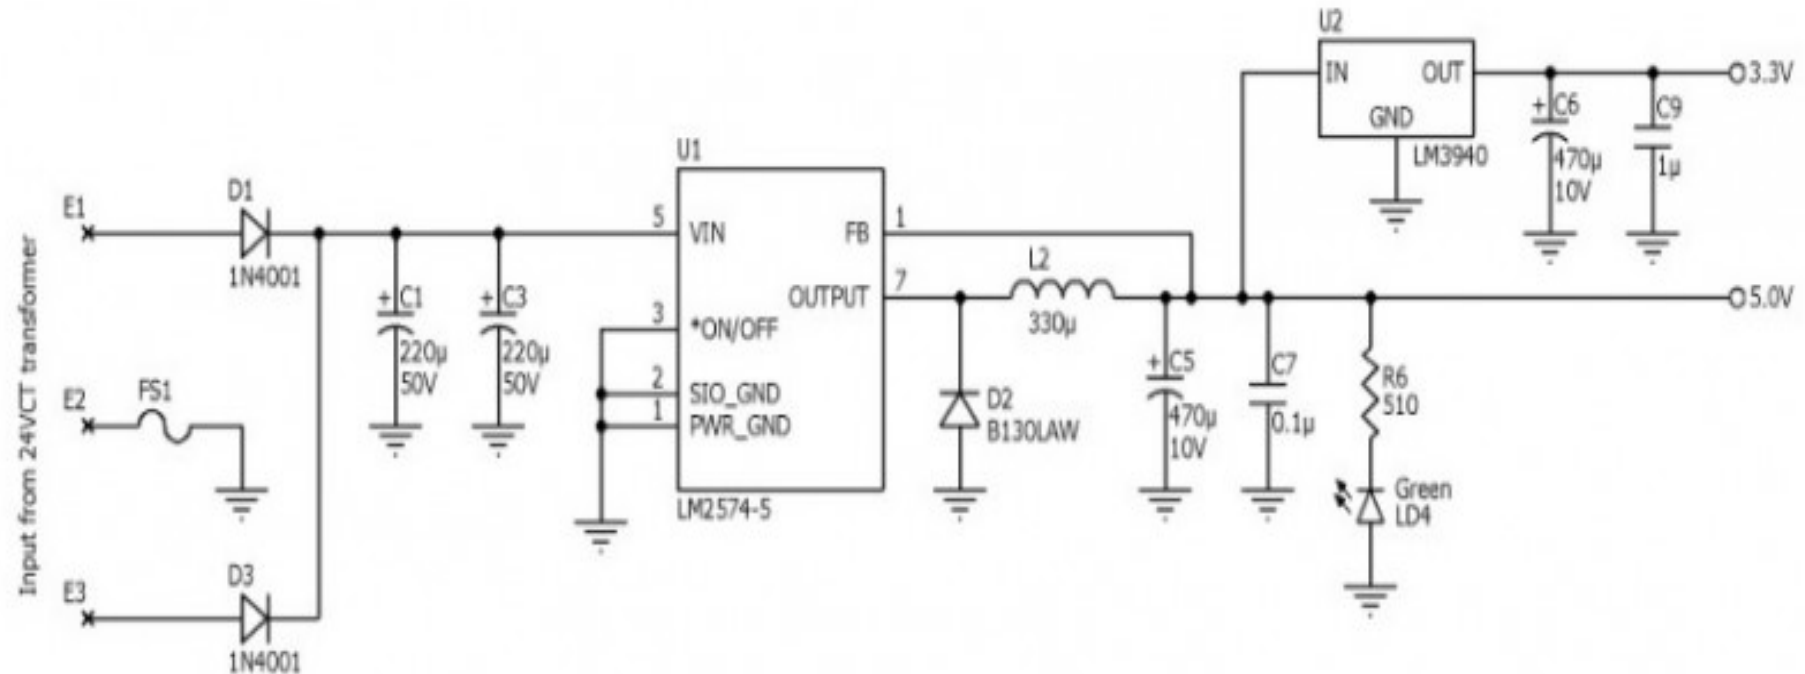 U2
IN
OUT
GND
LM3940
3.3V
+
C6
470µ
10V
C9
1µ
U1
5
VIN
FB
1
OUTPUT
7
3
*ON/OFF
2
SIO_GND
1
PWR_GND
LM2574-5
Input from 24VCT transformer
E1
D1
1N4001
E2
FS1
E3
D3
1N4001
+
C1
220µ
50V
+
C3
220µ
50V
L2
330µ
5.0V
D2
B130LAW
+
C5
470µ
10V
C7
0.1µ
R6
510
Green
LD4